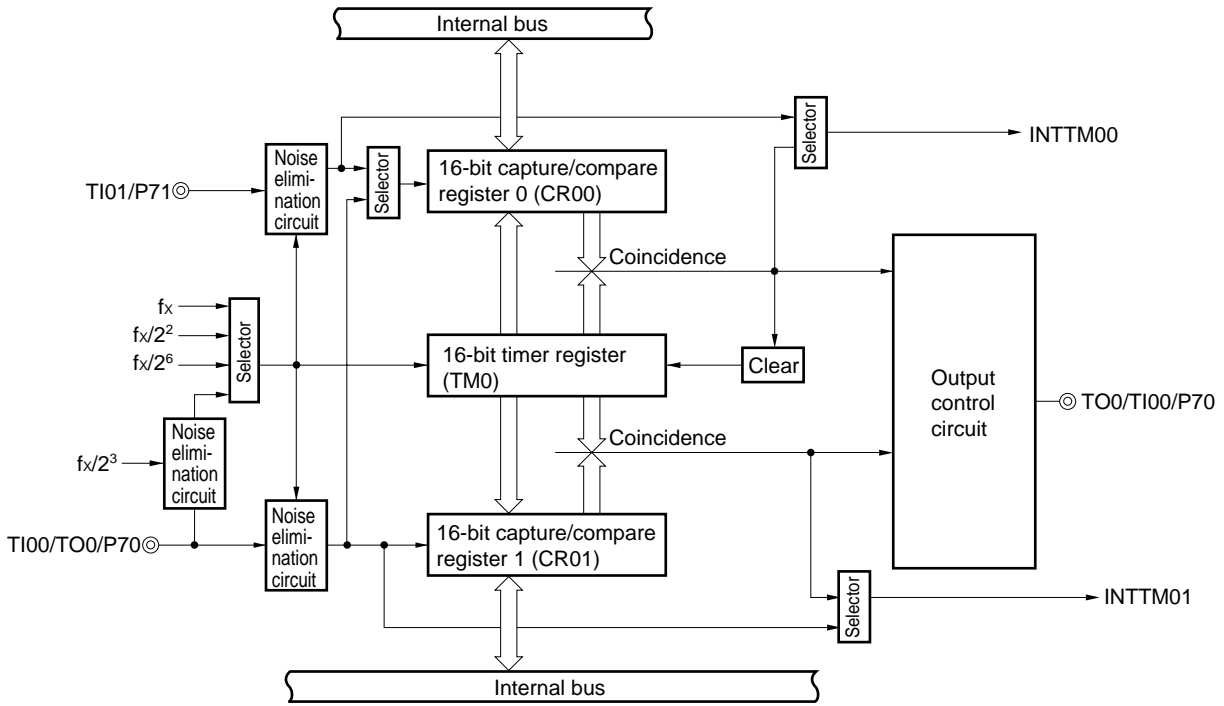 Internal bus
Selector
INTTM00
Noise
elimi-
nation
circuit
Selector
16-bit capture/compare
register 0 (CR00)
TI01/P71
Coincidence
fX
fX/2²
fX/2⁶
Selector
16-bit timer register
(TM0)
Clear
Output
control
circuit
TO0/TI00/P70
Noise
elimi-
nation
circuit
fX/2³
Coincidence
TI00/TO0/P70
Noise
elimi-
nation
circuit
16-bit capture/compare
register 1 (CR01)
Selector
INTTM01
Internal bus